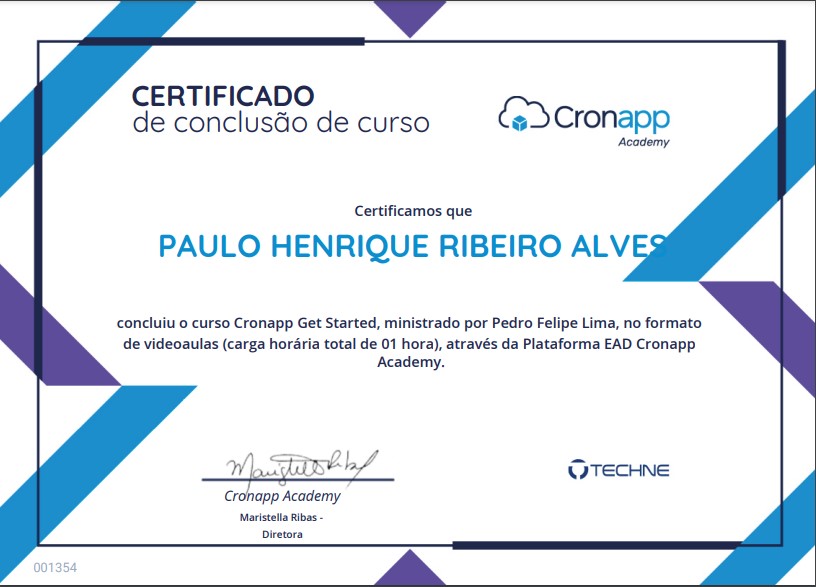 CERTIFICADO
de conclusão de curso
Cronapp
Academy
Certificamos que
PAULO HENRIQUE RIBEIRO ALVES
concluiu o curso Cronapp Get Started, ministrado por Pedro Felipe Lima, no formato
de videoaulas (carga horária total de 01 hora), através da Plataforma EAD Cronapp
Academy.
Cronapp Academy
Maristella Ribas -
Diretora
TECHNE
001354